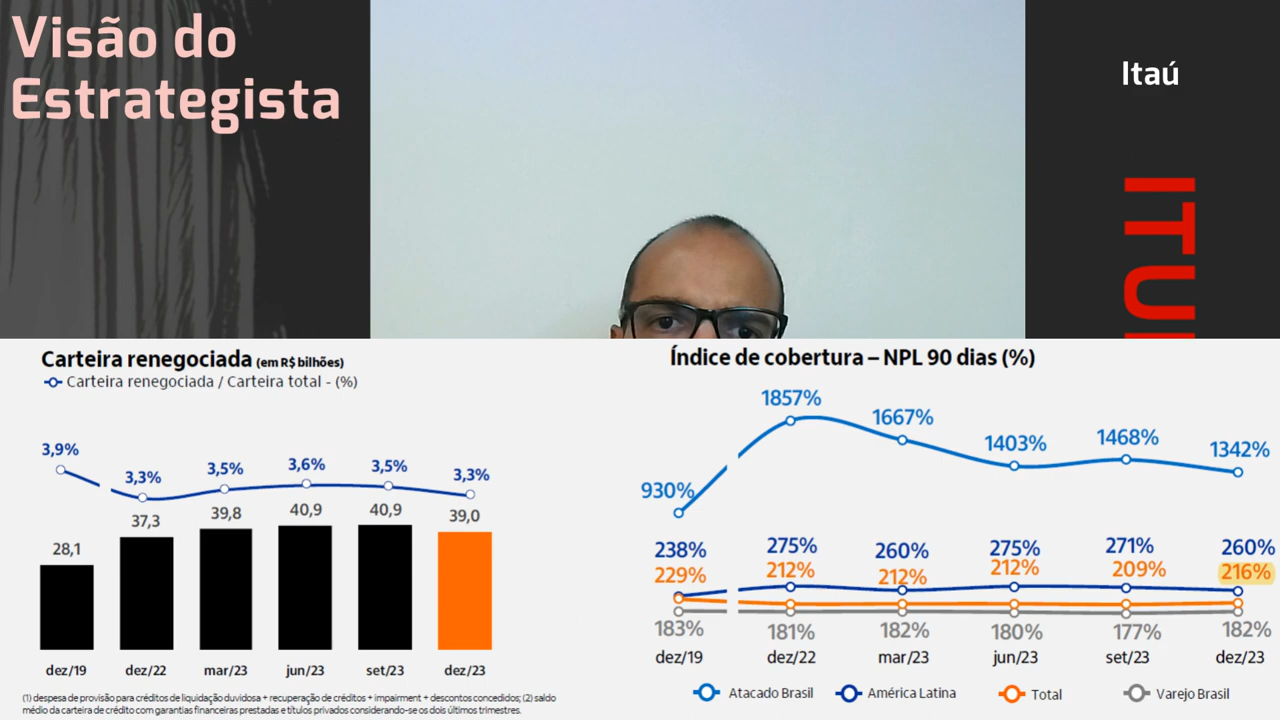 Visão do
Estrategista
Itaú
Carteira renegociada (em R$ bilhões)
Carteira renegociada / Carteira total - (%)
3,9%
3,3%
3,5%
3,6%
3,5%
3,3%
28,1
37,3
39,8
40,9
40,9
39,0
dez/19
dez/22
mar/23
jun/23
set/23
dez/23
(1) despesa de provisão para créditos de liquidação duvidosa + recuperação de créditos + impairment + descontos concedidos; (2) saldo
médio da carteira de crédito com garantias financeiras prestadas e títulos privados considerando-se os dois últimos trimestres.
Índice de cobertura – NPL 90 dias (%)
930%
1857%
1667%
1403%
1468%
1342%
238%
275%
260%
275%
271%
260%
229%
212%
212%
212%
209%
216%
183%
181%
182%
180%
177%
182%
dez/19
dez/22
mar/23
jun/23
set/23
dez/23
Atacado Brasil
América Latina
Total
Varejo Brasil